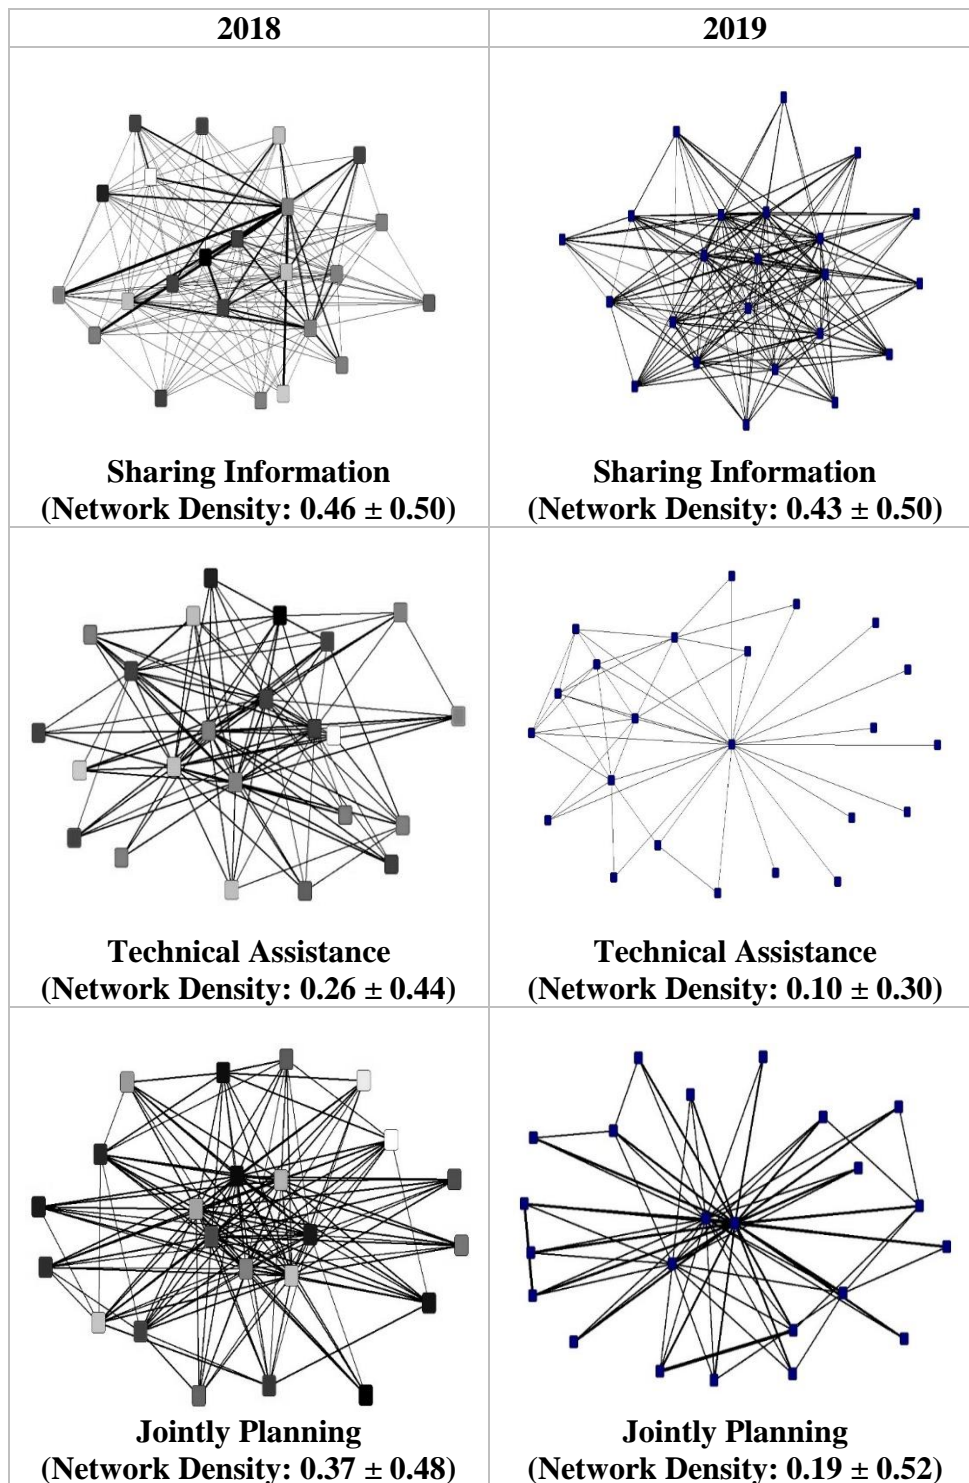 2018
2019
Sharing Information
(Network Density: 0.46 ± 0.50)
Sharing Information
(Network Density: 0.43 ± 0.50)
Technical Assistance
(Network Density: 0.26 ± 0.44)
Technical Assistance
(Network Density: 0.10 ± 0.30)
Jointly Planning
(Network Density: 0.37 ± 0.48)
Jointly Planning
(Network Density: 0.19 ± 0.52)